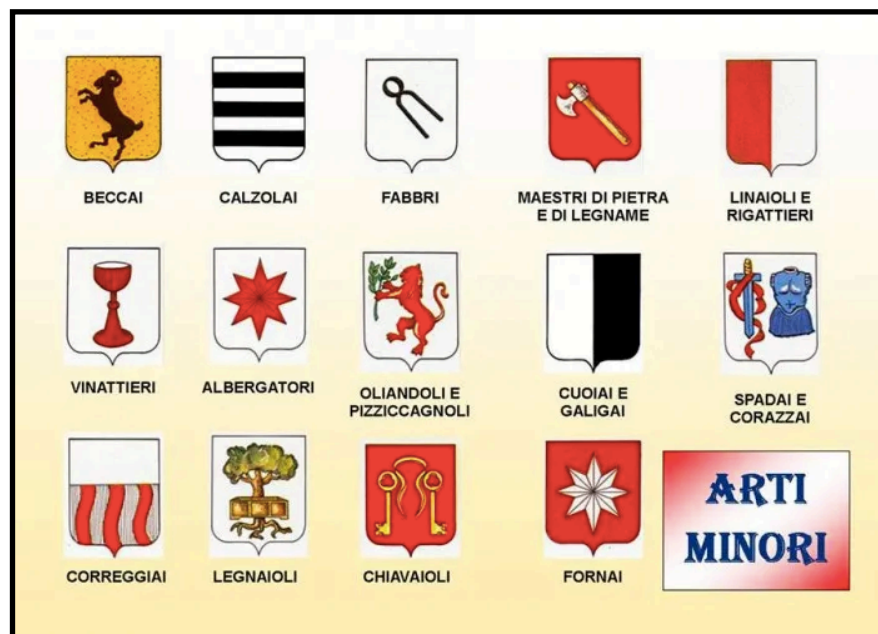 BECCAI
CALZOLAI
FABBRI
MAESTRI DI PIETRA
E DI LEGNAME
LINAIOLI E
RIGATTIERI
VINATTIERI
ALBERGATORI
OLIANDOLI E
PIZZICCAGNOLI
CUOIAI E
GALIGAI
SPADAI E
CORAZZAI
CORREGGIAI
LEGNAIOLI
CHIAVAIOLI
FORNAI
ARTI
MINORI